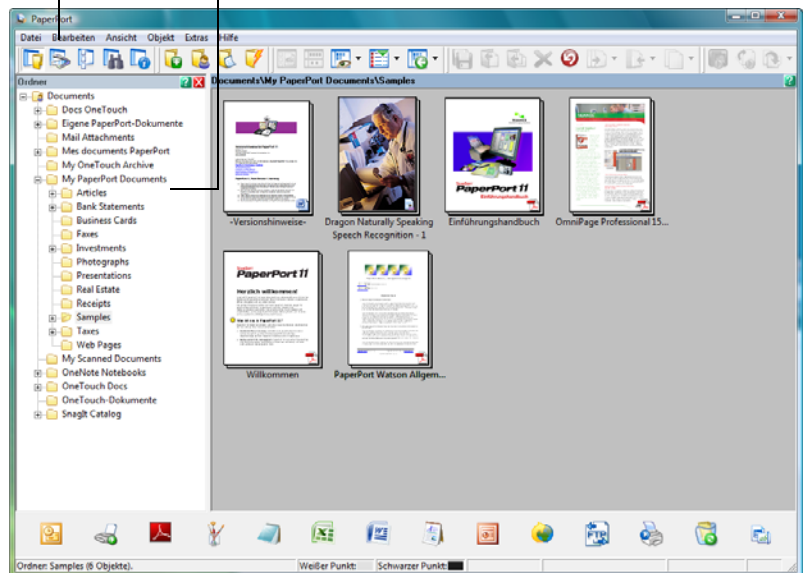 PaperPort
Datei Bearbeiten Ansicht Objekt Extras Hilfe
Ordner
Documents\My PaperPort Documents\Samples
Documents
Docs OneTouch
Eigene PaperPort-Dokumente
Mail Attachments
Mes documents PaperPort
My OneTouch Archive
My PaperPort Documents
Articles
Bank Statements
Business Cards
Faxes
Investments
Photographs
Presentations
Real Estate
Receipts
Samples
Taxes
Web Pages
My Scanned Documents
OneNote Notebooks
OneTouch Docs
OneTouch-Dokumente
SnagIt Catalog
PaperPort 11
Einführungshandbuch
-Versionshinweise-
Dragon Naturally Speaking
Speech Recognition - 1
Einführungshandbuch
OmniPage Professional 15...
PaperPort 11
Herzlich willkommen!
Willkommen
PaperPort Watson Allgem...
FTP
Ordner: Samples (6 Objekte).
Weißer Punkt:
Schwarzer Punkt: